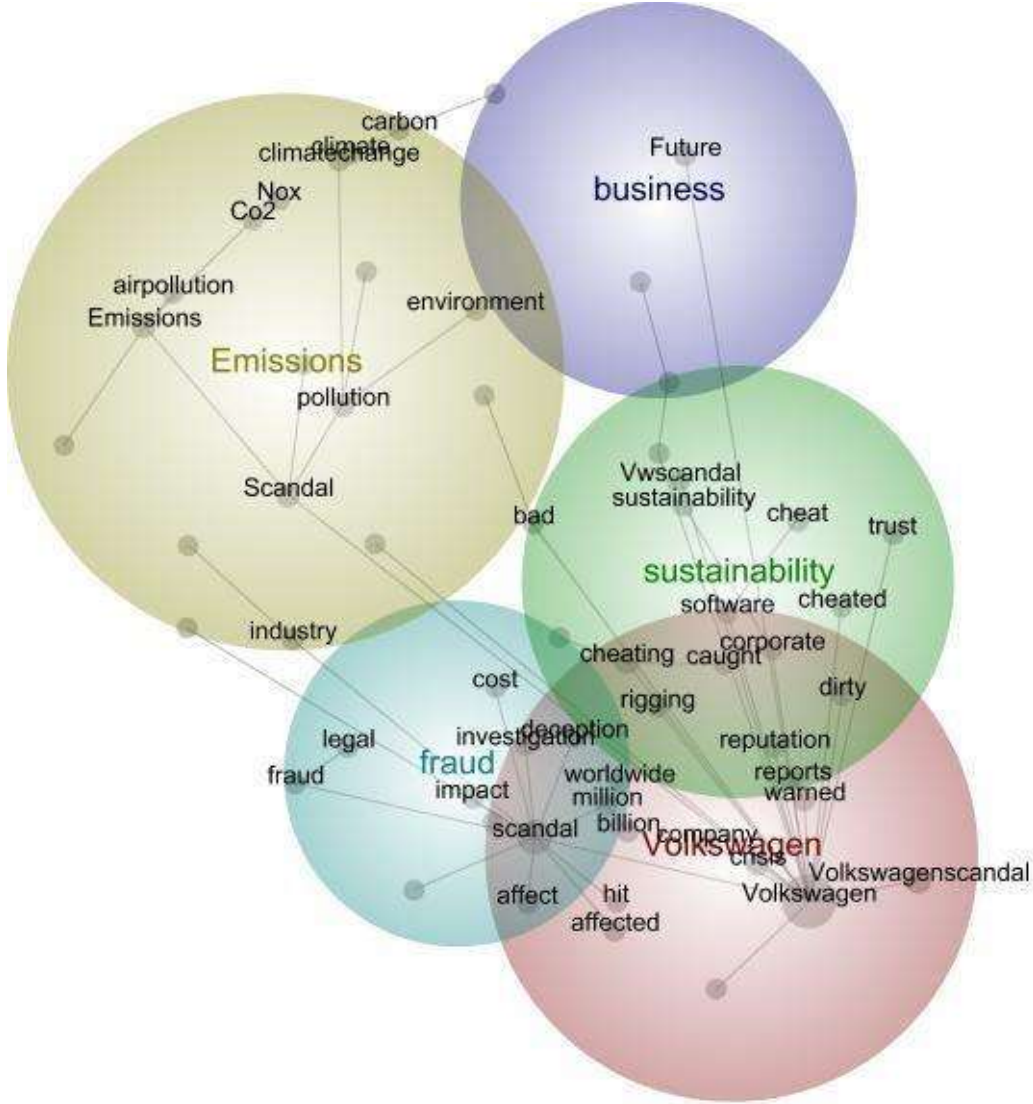 carbon
climate
climatechange
Future
business
Nox
Co2
airpollution
environment
Emissions
Emissions
pollution
Vwscandal
Scandal
sustainability
bad
cheat
trust
sustainability
software
cheated
industry
corporate
cheating
caught
cost
dirty
rigging
deception
investigation
legal
reputation
fraud
fraud
worldwide
reports
impact
million
warned
billion
scandal
company
Volkswagen
crisis
Volkswagenscandal
affect
hit
Volkswagen
affected